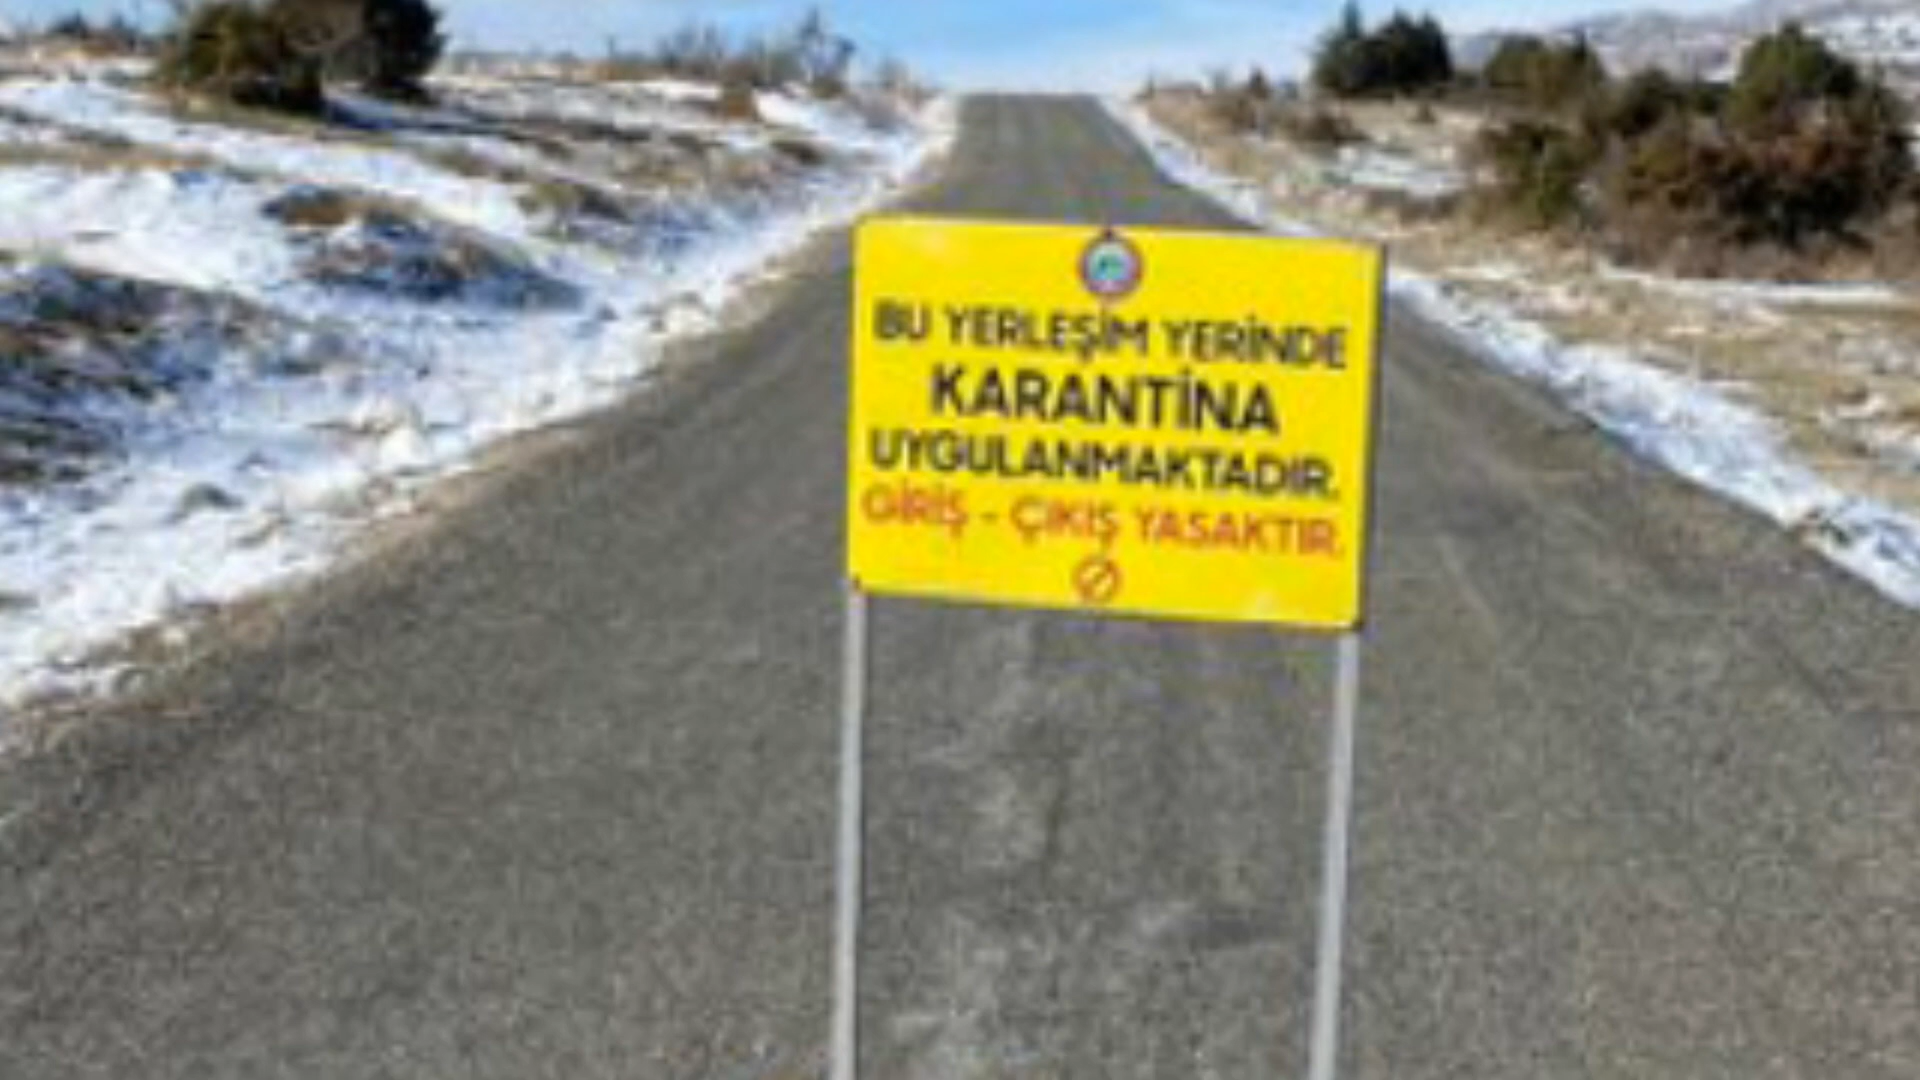 BU YERLEŞİM YERİNDE
KARANTİNA
UYGULANMAKTADIR.
GİRİŞ - ÇIKIŞ YASAKTIR.